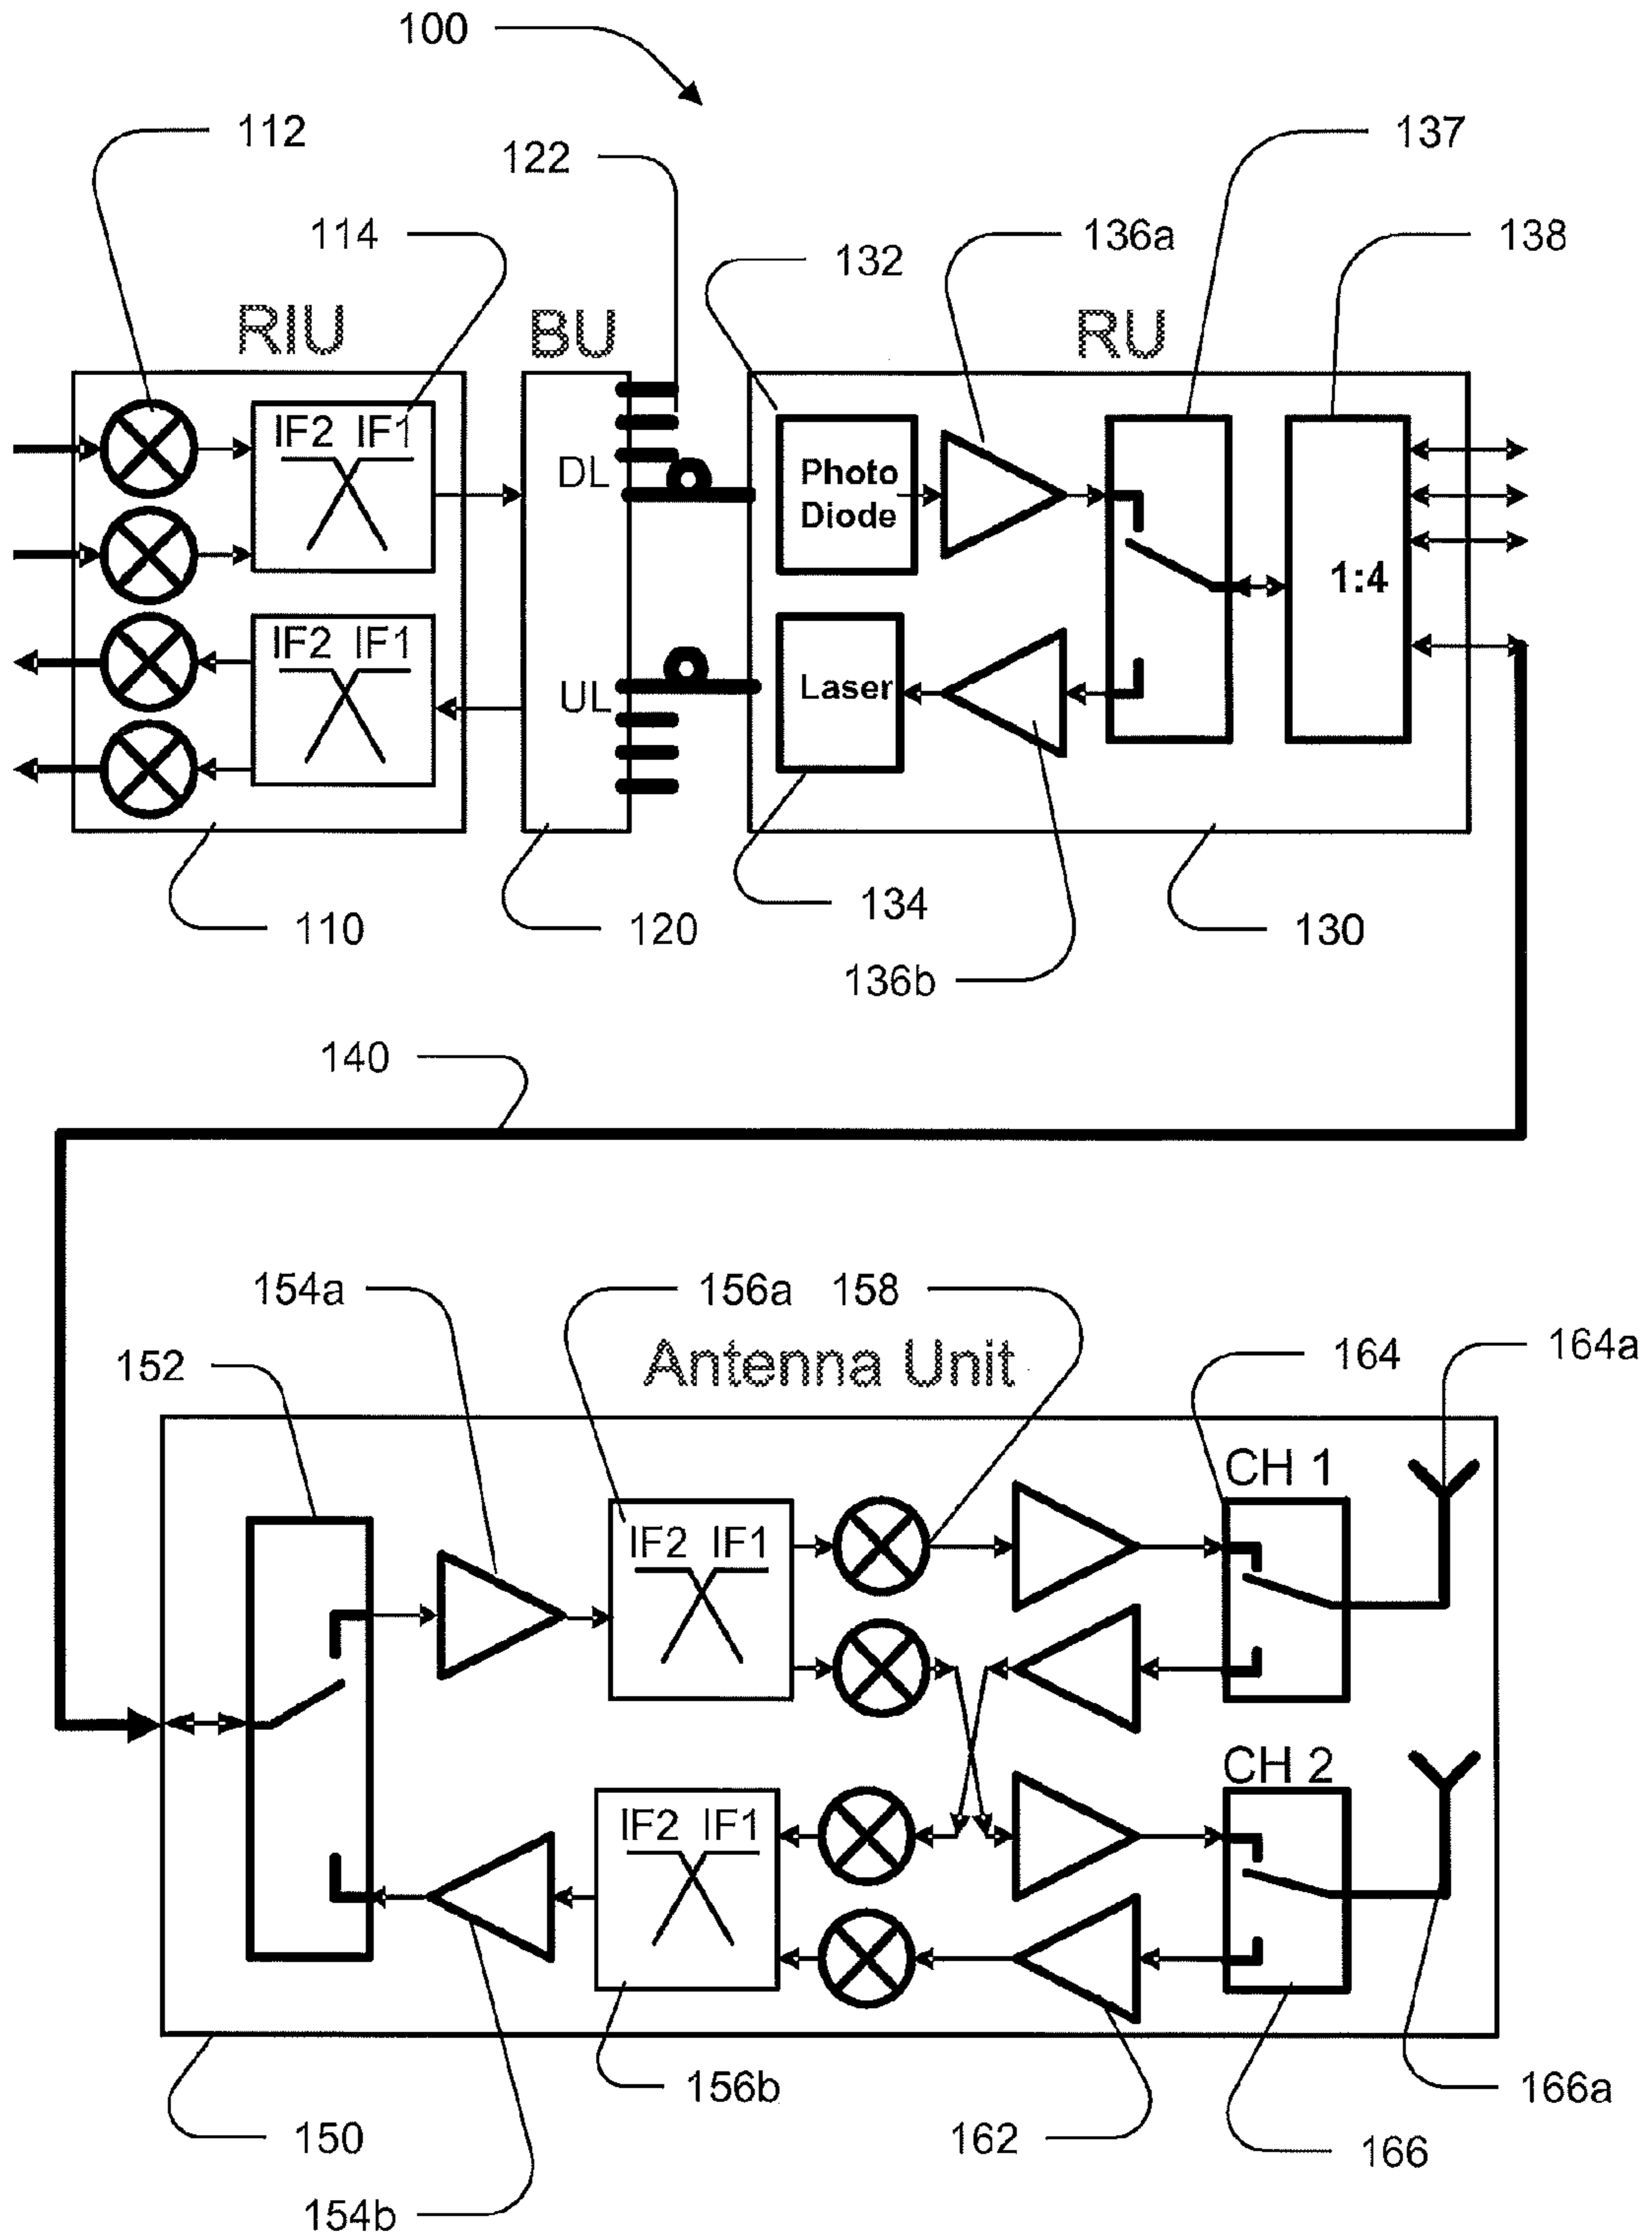 100
112
122
137
114
136a
138
132
RIU
BU
RU
IF2 IF1
DL
Photo
Diode
1:4
IF2 IF1
UL
Laser
110
120
134
130
136b
140
154a
156a
158
152
Antenna Unit
164
164a
CH 1
IF2 IF1
CH 2
IF2 IF1
156b
150
162
166
166a
154b